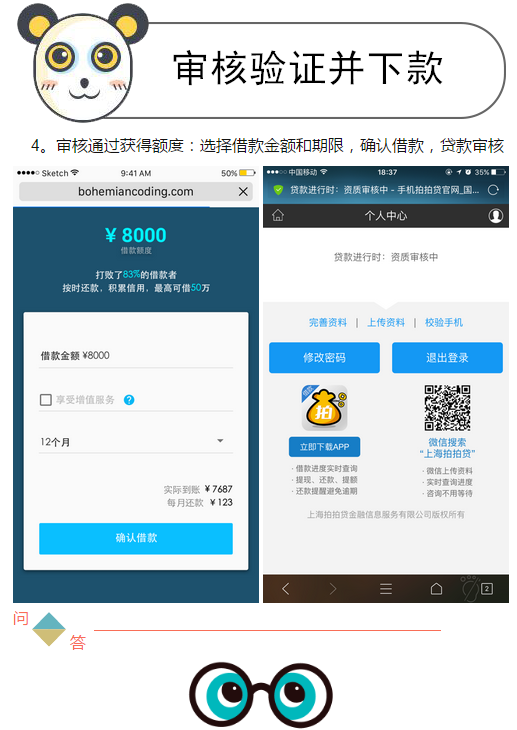 审核验证并下款
4。审核通过获得额度：选择借款金额和期限，确认借款，贷款审核
Sketch 9:41 AM 50%
bohemiancoding.com
¥ 8000
借款额度
打败了83%的借款者
按时还款，积累信用，最高可借50万
借款金额 ¥8000
享受增值服务 ?
12个月
实际到账 ¥ 7687
每月还款 ¥ 123
确认借款
中国移动 18:37 35%
贷款进行时：资质审核中 - 手机拍拍贷官网_国...
个人中心
贷款进行时：资质审核中
完善资料 | 上传资料 | 校验手机
修改密码 退出登录
拍
立即下载APP
· 借款进度实时查询
· 提现、还款、提额
· 还款提醒避免逾期
微信搜索
“上海拍拍贷”
· 微信上传资料
· 实时查询进度
· 咨询不用等待
上海拍拍贷金融信息服务有限公司版权所有
2
问
答